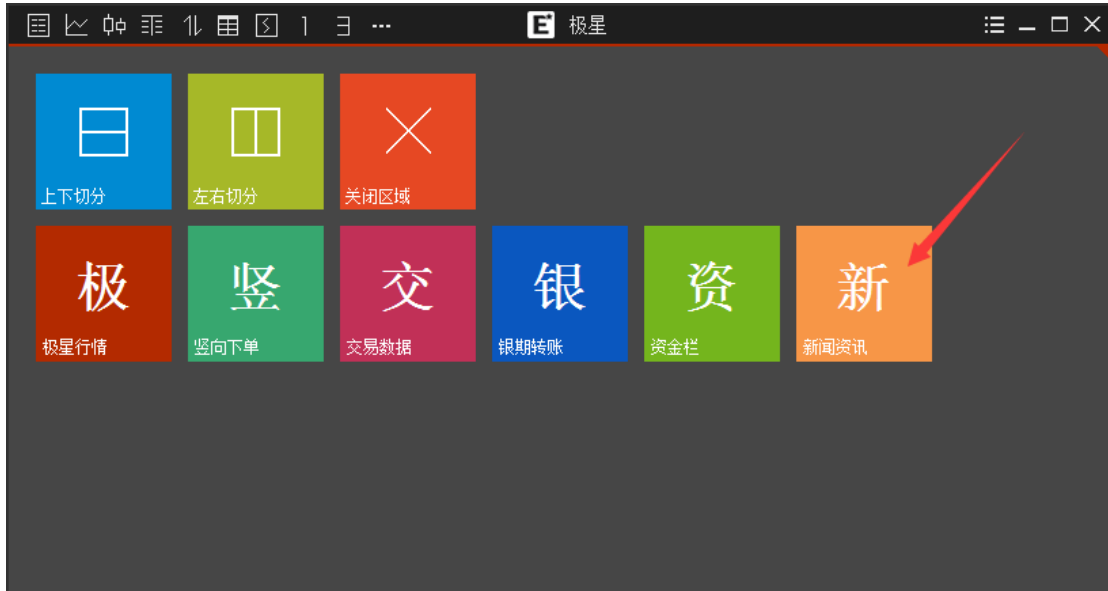 极星
上下切分
左右切分
关闭区域
极
竖
交
银
资
新
极星行情
竖向下单
交易数据
银期转账
资金栏
新闻资讯